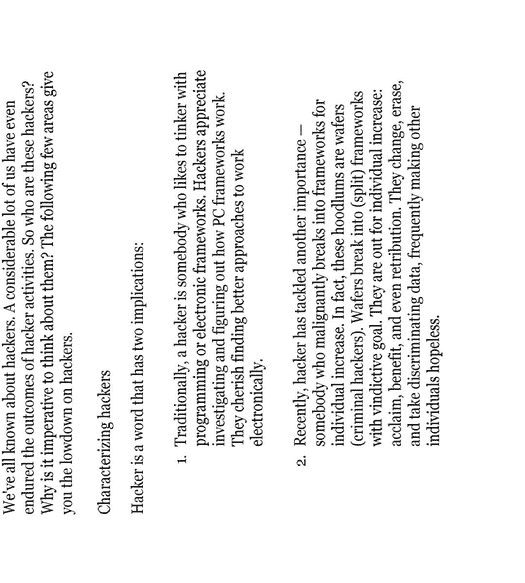 We've all known about hackers. A considerable lot of us have even
endured the outcomes of hacker activities. So who are these hackers?
Why is it imperative to think about them? The following few areas give
you the lowdown on hackers.
Characterizing hackers
Hacker is a word that has two implications:
1. Traditionally, a hacker is somebody who likes to tinker with
programming or electronic frameworks. Hackers appreciate
investigating and figuring out how PC frameworks work.
They cherish finding better approaches to work
electronically.
2. Recently, hacker has tackled another importance —
somebody who malignantly breaks into frameworks for
individual increase. In fact, these hoodlums are wafers
(criminal hackers). Wafers break into (split) frameworks
with vindictive goal. They are out for individual increase:
acclaim, benefit, and even retribution. They change, erase,
and take discriminating data, frequently making other
individuals hopeless.